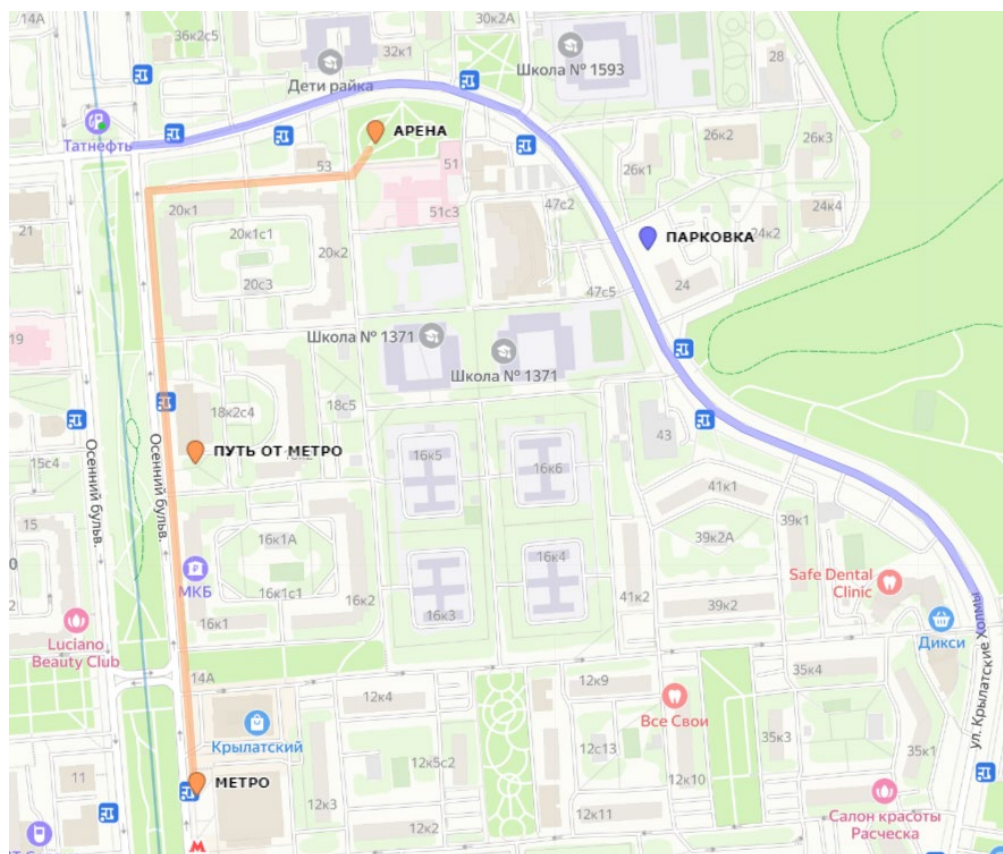 14А
36к2с5
30к2А
32к1
Школа № 1593
28
Дети райка
Татнефть
АРЕНА
26к2
26к3
53
51
26к1
20к1
51с3
47с2
24к4
21
20к1с1
20к2
ПАРКОВКА
24к2
20с3
24
47с5
19
Школа № 1371
Школа № 1371
18к2с4
18с5
43
Осенний бульв.
Осенний бульв.
ПУТЬ ОТ МЕТРО
16к5
16к6
15с4
41к1
15
16к1А
39к1
39к2А
16к4
МКБ
16к1с1
16к2
16к3
41к2
39к2
Safe Dental
Clinic
16к1
Luciano
Beauty Club
Дикси
ул. Крылатские Холмы
14А
12к4
12к9
35к4
Крылатский
Все Свои
12с13
35к3
35к1
12к5с2
11
МЕТРО
12к10
12к3
12к11
12к2
Салон красоты
Расческа